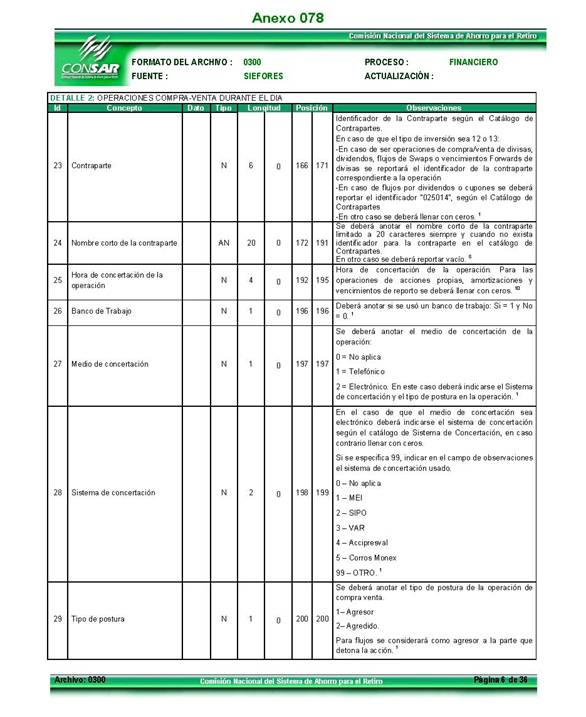 Anexo 078
Comisión Nacional del Sistema de Ahorro para el Retiro
CONSAR
FORMATO DEL ARCHIVO : 0300 PROCESO : FINANCIERO
FUENTE : SIEFORES ACTUALIZACIÓN :
DETALLE 2: OPERACIONES COMPRA-VENTA DURANTE EL DIA
Id Concepto Dato Tipo Longitud Posición Observaciones
23 Contraparte N 6 0 166 171
Identificador de la Contraparte según el Catálogo de
Contrapartes.
En caso de que el tipo de inversión sea 12 o 13:
-En caso de ser operaciones de compra/venta de divisas,
dividendos, flujos de Swaps o vencimientos Forwards de
divisas se reportará el identificador de la contraparte
correspondiente a la operación
-En caso de flujos por dividendos o cupones se deberá
reportar el identificador "025014", según el Catálogo de
Contrapartes
-En otro caso se deberá llenar con ceros. 1
24 Nombre corto de la contraparte AN 20 0 172 191
Se deberá anotar el nombre corto de la contraparte
limitado a 20 caracteres siempre y cuando no exista
identificador para la contraparte en el catálogo de
Contrapartes.
En otro caso se deberá reportar vacío. 6
25 Hora de concertación de la
operación N 4 0 192 195
Hora de concertación de la operación. Para las
operaciones de acciones propias, amortizaciones y
vencimientos de reporto se deberá llenar con ceros. 10
26 Banco de Trabajo N 1 0 196 196
Deberá anotar si se usó un banco de trabajo: Si = 1 y No
= 0. 1
27 Medio de concertación N 1 0 197 197
Se deberá anotar el medio de concertación de la
operación:
0 = No aplica
1 = Telefónico
2 = Electrónico. En este caso deberá indicarse el Sistema
de concertación y el tipo de postura en la operación. 1
28 Sistema de concertación N 2 0 198 199
En el caso de que el medio de concertación sea
electrónico deberá indicarse el sistema de concertación
según el catálogo de Sistema de Concertación, en caso
contrario llenar con ceros.
Si se especifica 99, indicar en el campo de observaciones
el sistema de concertación usado.
0 – No aplica
1 – MEI
2 – SIPO
3 – VAR
4 – Accipresval
5 – Corros Monex
99 – OTRO. 1
29 Tipo de postura N 1 0 200 200
Se deberá anotar el tipo de postura de la operación de
compra venta.
1– Agresor
2– Agredido.
Para flujos se considerará como agresor a la parte que
detona la acción. 1
Archivo: 0300 Comisión Nacional del Sistema de Ahorro para el Retiro Página 6 de 36